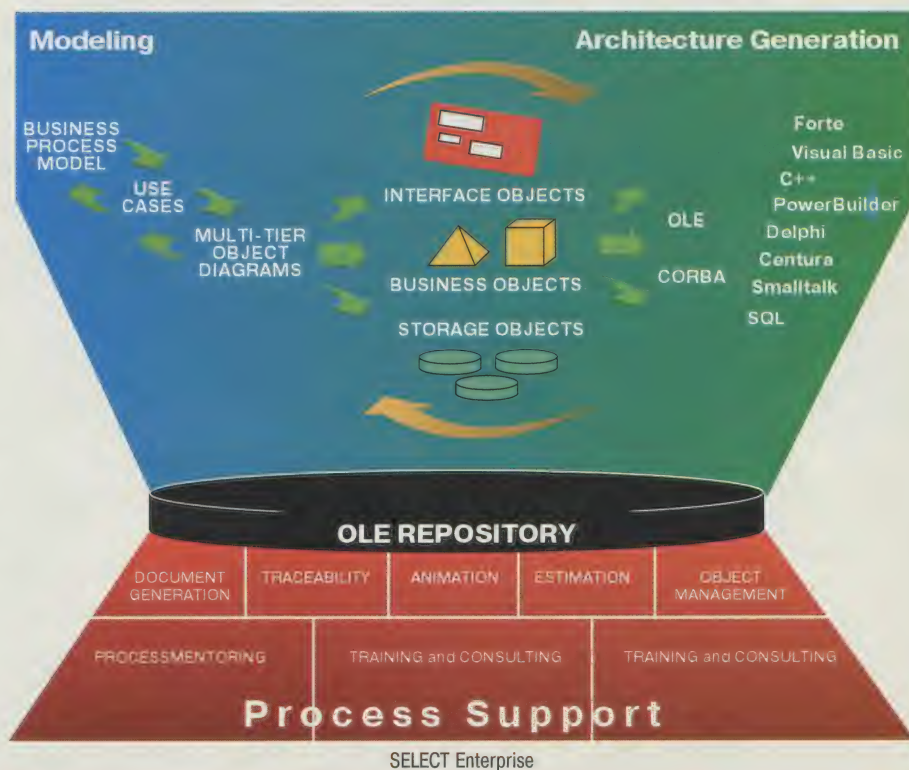 Modeling
Architecture Generation
BUSINESS
PROCESS
MODEL
USE
CASES
MULTI-TIER
OBJECT
DIAGRAMS
INTERFACE OBJECTS
BUSINESS OBJECTS
STORAGE OBJECTS
OLE
CORBA
Forte
Visual Basic
C++
PowerBuilder
Delphi
Centura
Smalltalk
SQL
OLE REPOSITORY
DOCUMENT
GENERATION
TRACEABILITY
ANIMATION
ESTIMATION
OBJECT
MANAGEMENT
PROCESSMENTORING
TRAINING and CONSULTING
TRAINING and CONSULTING
Process Support
SELECT Enterprise